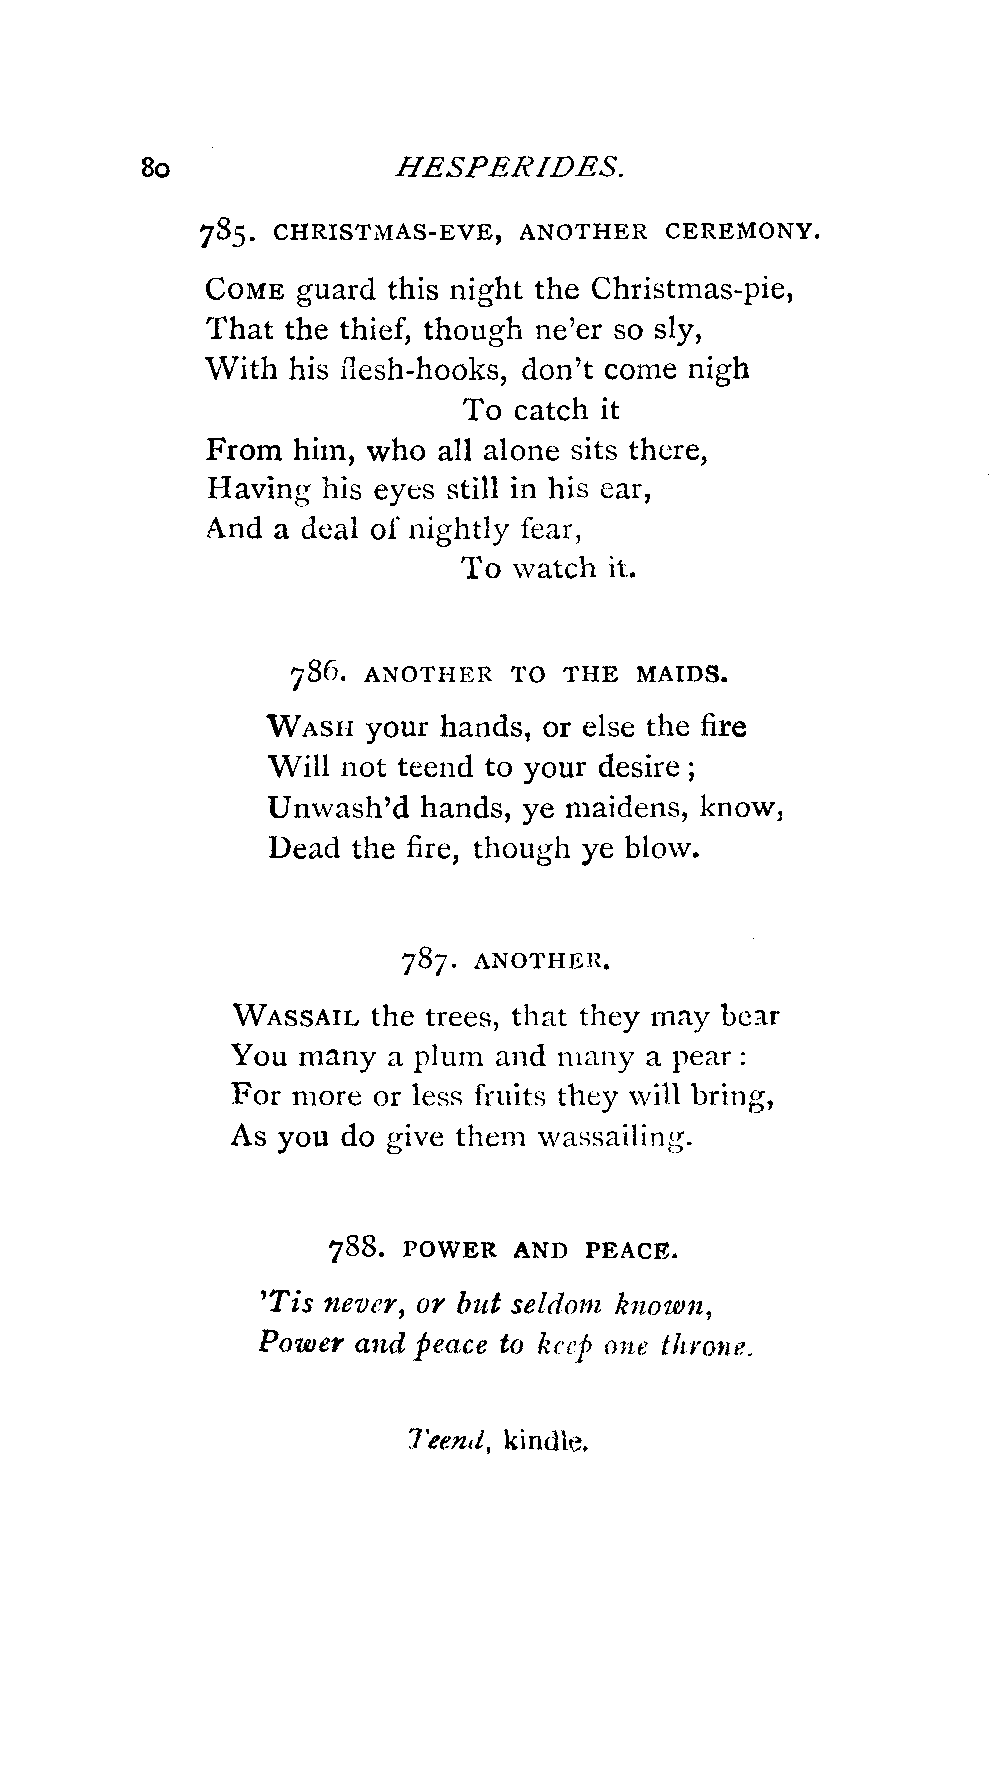 80 HESPERIDES.
785. CHRISTMAS-EVE, ANOTHER CEREMONY.
COME guard this night the Christmas-pie,
That the thief, though ne'er so sly,
With his flesh-hooks, don't come nigh
To catch it
From him, who all alone sits there,
Having his eyes still in his ear,
And a deal of nightly fear,
To watch it.
786. ANOTHER TO THE MAIDS.
WASH your hands, or else the fire
Will not teend to your desire;
Unwash'd hands, ye maidens, know,
Dead the fire, though ye blow.
787. ANOTHER.
WASSAIL the trees, that they may bear
You many a plum and many a pear:
For more or less fruits they will bring,
As you do give them wassailing.
788. POWER AND PEACE.
'Tis never, or but seldom known,
Power and peace to keep one throne.
Teend, kindle.